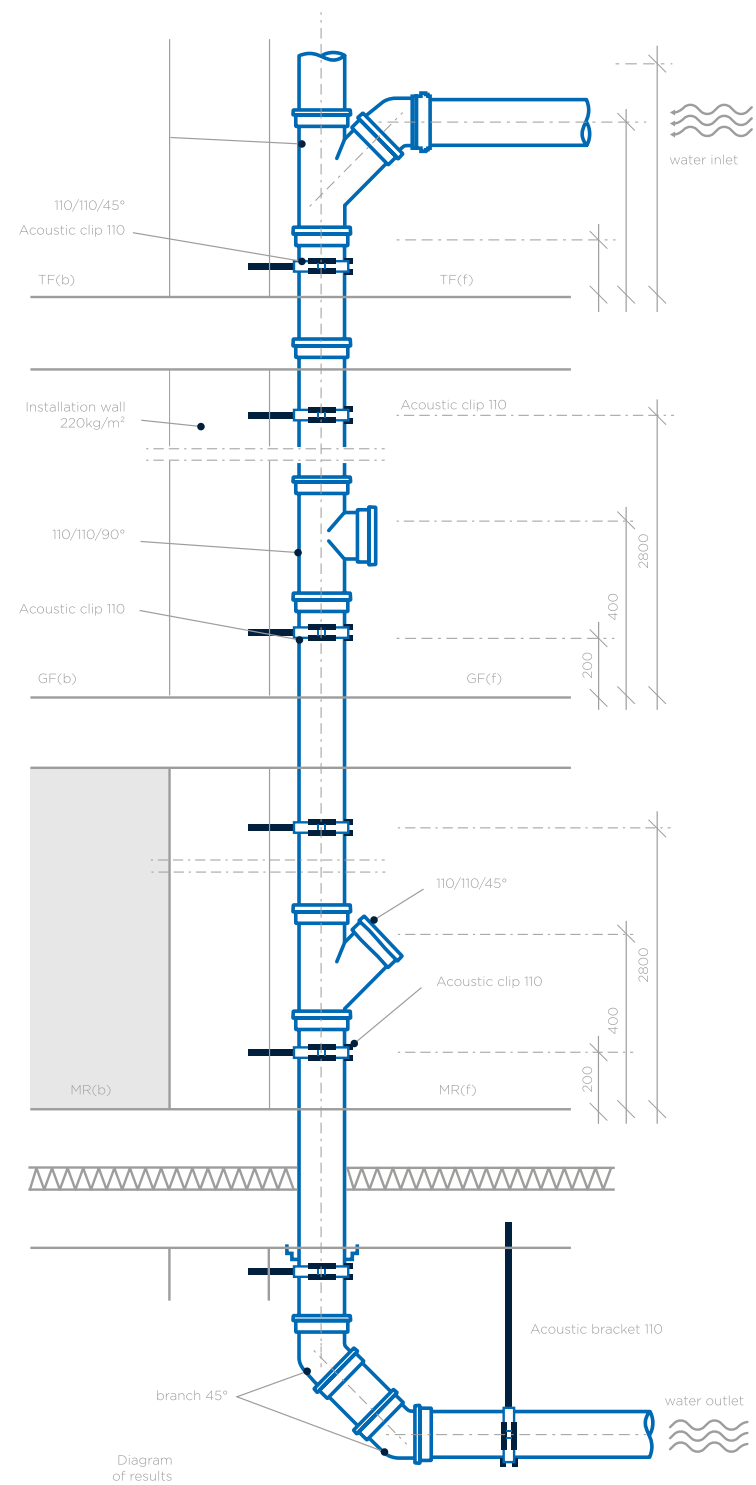 water inlet
110/110/45°
Acoustic clip 110
TF(b)
TF(f)
Installation wall
220kg/m²
Acoustic clip 110
110/110/90°
2800
400
Acoustic clip 110
200
GF(b)
GF(f)
110/110/45°
2800
Acoustic clip 110
400
200
MR(b)
MR(f)
Acoustic bracket 110
branch 45°
water outlet
Diagram
of results